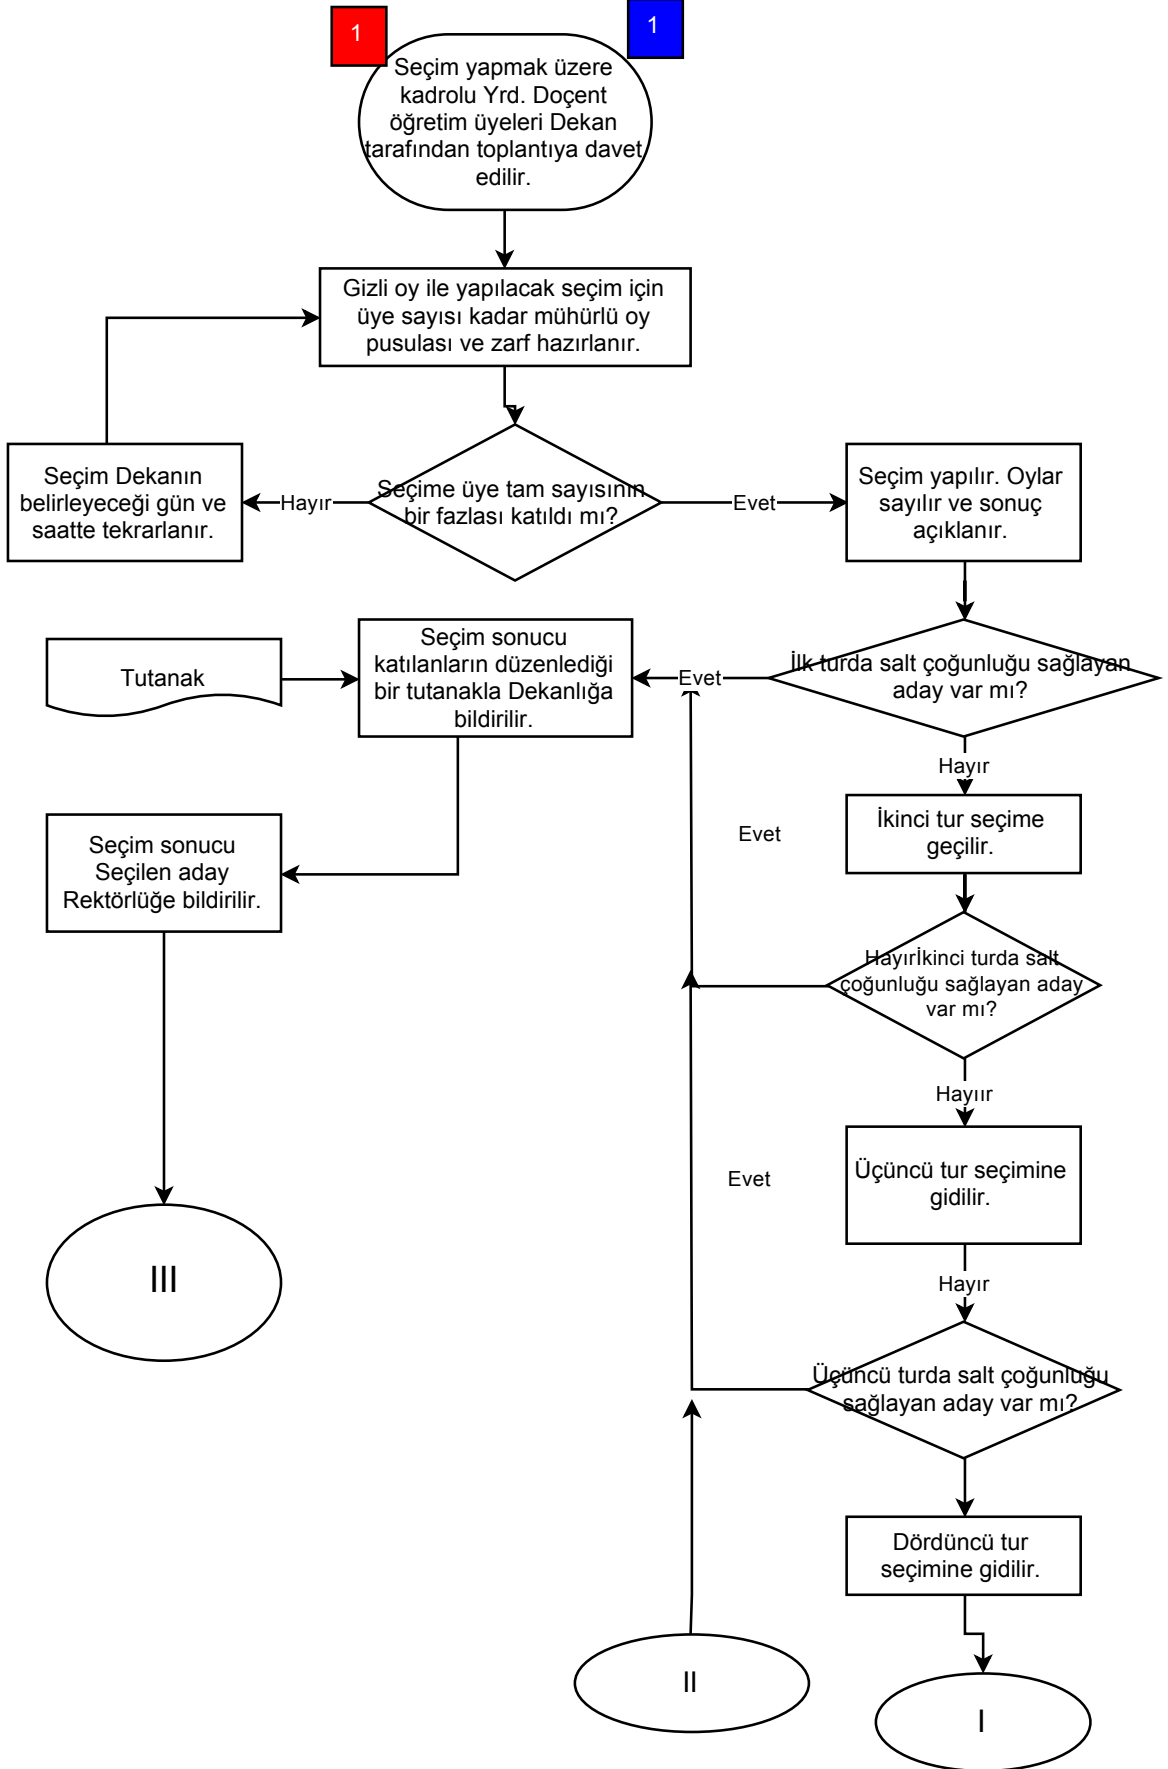 1
1
Seçim yapmak üzere
kadrolu Yrd. Doçent
öğretim üyeleri Dekan
tarafından toplantıya davet
edilir.
Gizli oy ile yapılacak seçim için
üye sayısı kadar mühürlü oy
pusulası ve zarf hazırlanır.
Seçim Dekanın
belirleyeceği gün ve
saatte tekrarlanır.
Hayır
Seçime üye tam sayısının
bir fazlası katıldı mı?
Evet
Seçim yapılır. Oylar
sayılır ve sonuç
açıklanır.
Tutanak
Seçim sonucu
katılanların düzenlediği
bir tutanakla Dekanlığa
bildirilir.
Evet
İlk turda salt çoğunluğu sağlayan
aday var mı?
Hayır
Seçim sonucu
Seçilen aday
Rektörlüğe bildirilir.
Evet
İkinci tur seçime
geçilir.
Hayırİkinci turda salt
çoğunluğu sağlayan aday
var mı?
Hayıır
Evet
Üçüncü tur seçimine
gidilir.
III
Hayır
Üçüncü turda salt çoğunluğu
sağlayan aday var mı?
Dördüncü tur
seçimine gidilir.
II
I